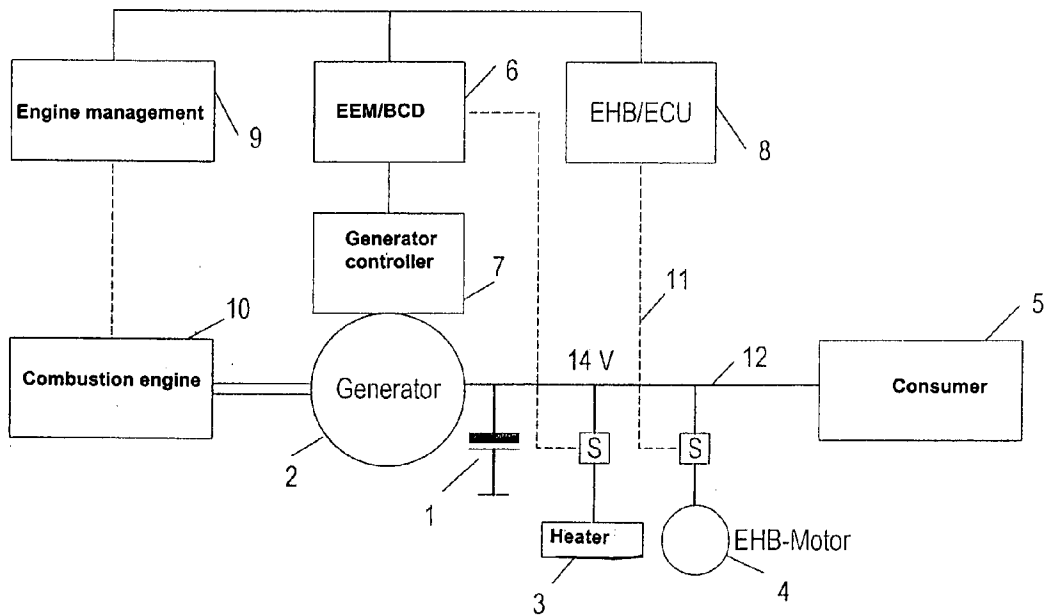 Engine management
9
EEM/BCD
6
EHB/ECU
8
Generator
controller
7
11
10
Combustion engine
Generator
2
14 V
12
5
Consumer
1
S
S
Heater
3
EHB-Motor
4